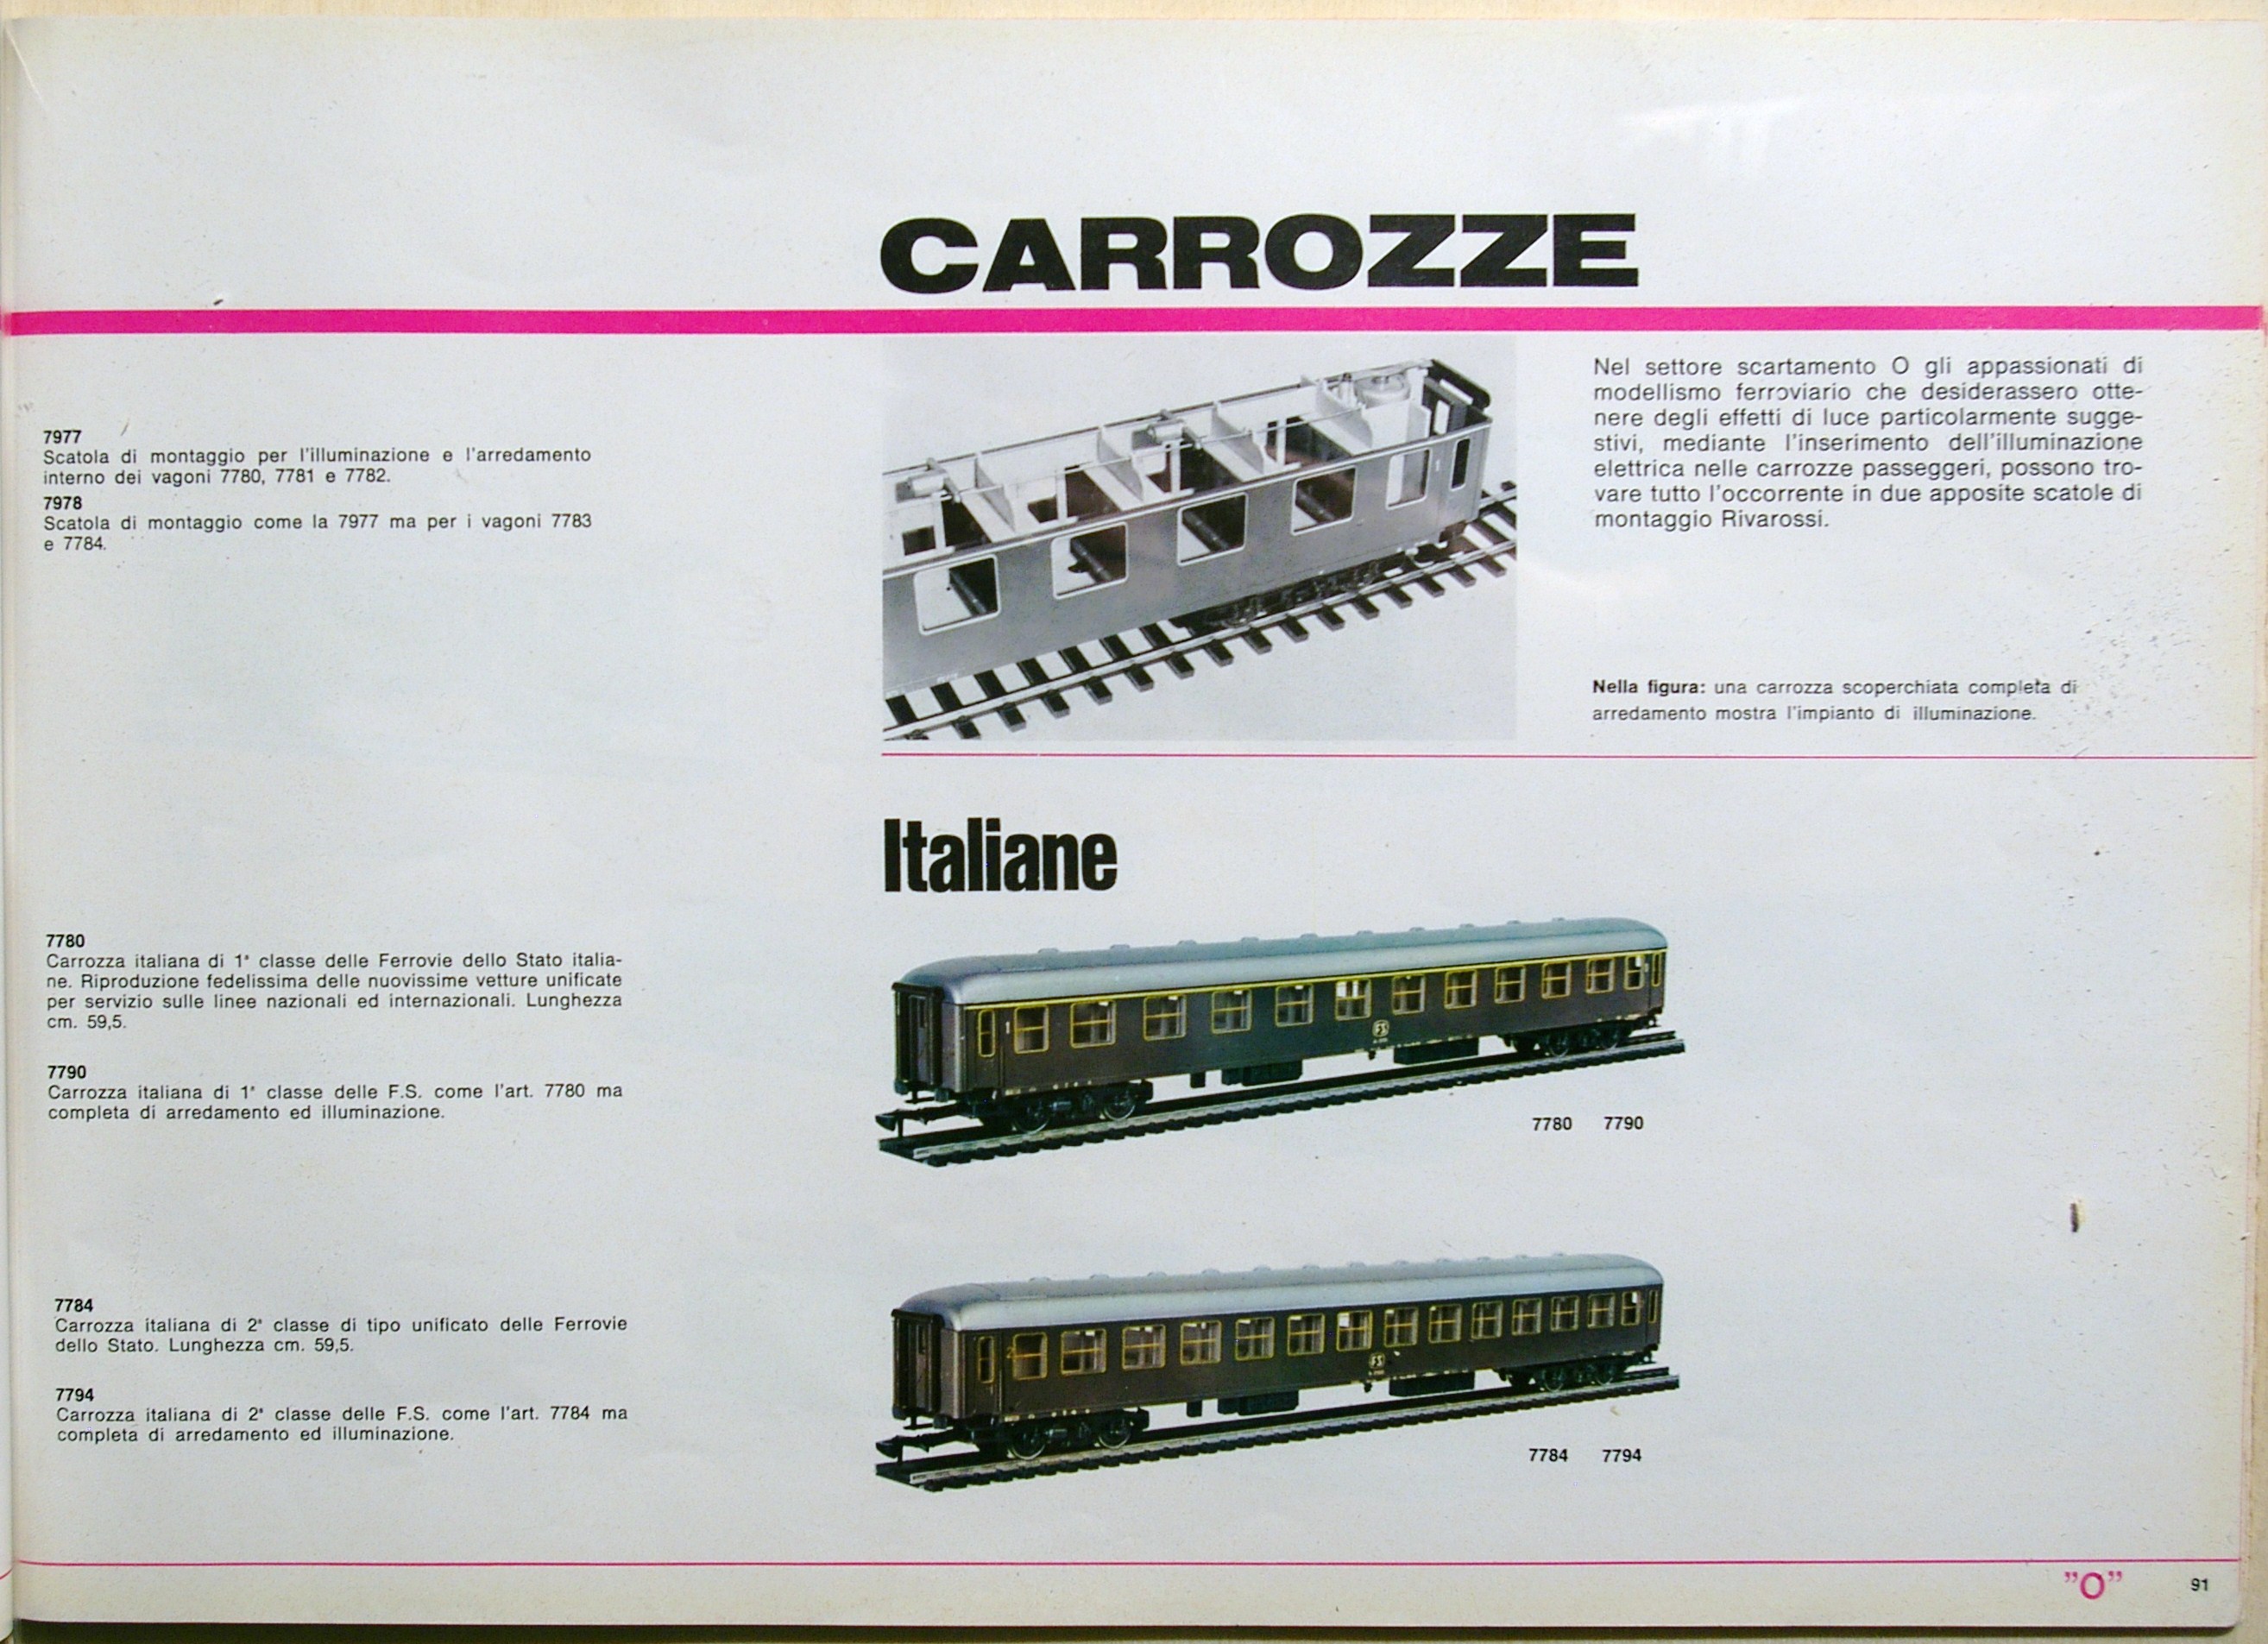 CARROZZE
7977
Scatola di montaggio per l'illuminazione e l'arredamento
interno dei vagoni 7780, 7781 e 7782.
7978
Scatola di montaggio come la 7977 ma per i vagoni 7783
e 7784.
Nel settore scartamento O gli appassionati di
modellismo ferroviario che desiderassero otte-
nere degli effetti di luce particolarmente sugge-
stivi, mediante l'inserimento dell'illuminazione
elettrica nelle carrozze passeggeri, possono tro-
vare tutto l'occorrente in due apposite scatole di
montaggio Rivarossi.
Nella figura: una carrozza scoperchiata completa di
arredamento mostra l'impianto di illuminazione.
Italiane
7780
Carrozza italiana di 1ª classe delle Ferrovie dello Stato italia-
ne. Riproduzione fedelissima delle nuovissime vetture unificate
per servizio sulle linee nazionali ed internazionali. Lunghezza
cm. 59,5.
7790
Carrozza italiana di 1ª classe delle F.S. come l'art. 7780 ma
completa di arredamento ed illuminazione.
1
FS
7780 7790
7784
Carrozza italiana di 2ª classe di tipo unificato delle Ferrovie
dello Stato. Lunghezza cm. 59,5.
7794
Carrozza italiana di 2ª classe delle F.S. come l'art. 7784 ma
completa di arredamento ed illuminazione.
2
FS
7784 7794
"O" 91